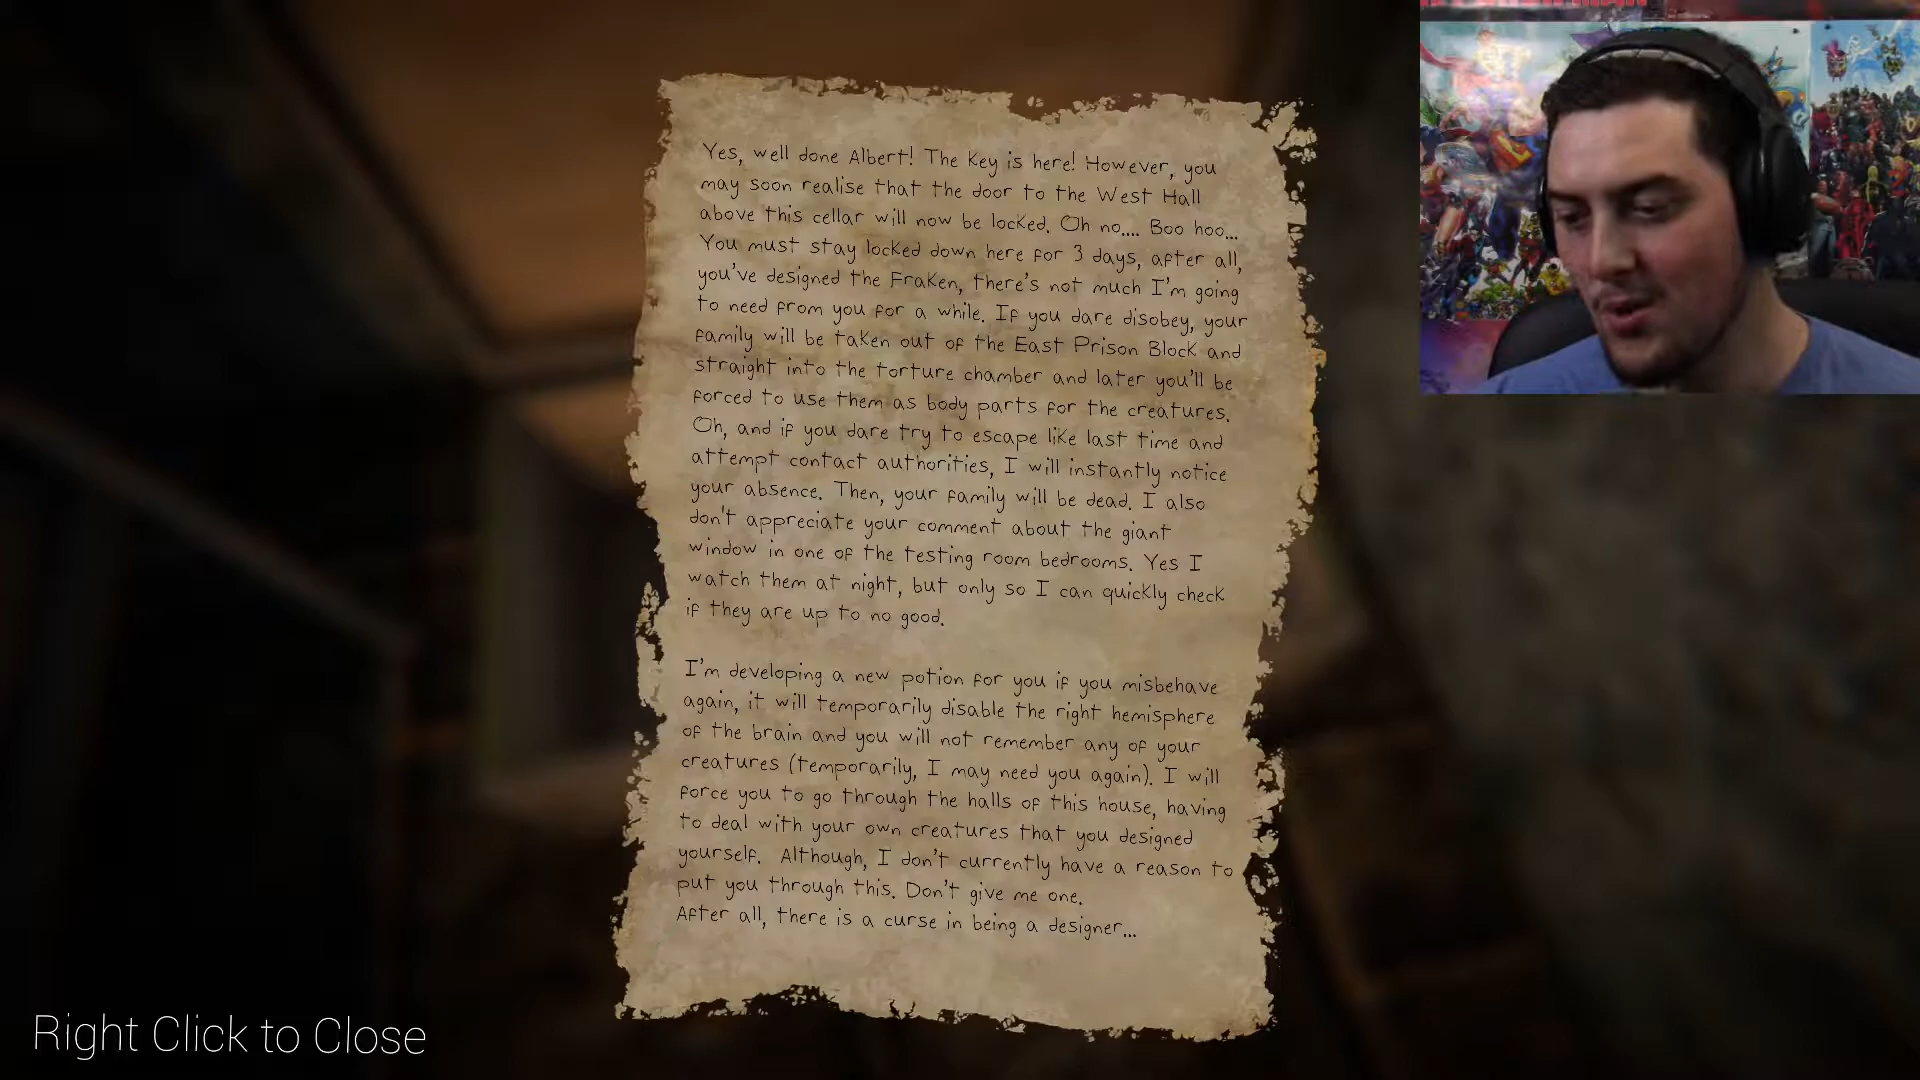 Yes, well done Albert! The Key is here! However, you
may soon realise that the door to the West Hall
above this cellar will now be locked. Oh no.... Boo hoo...
You must stay locked down here for 3 days, after all,
you've designed the Fraken, there's not much I'm going
to need from you for a while. If you dare disobey, your
family will be taken out of the East Prison Block and
straight into the torture chamber and later you'll be
forced to use them as body parts for the creatures.
Oh, and if you dare try to escape like last time and
attempt contact authorities, I will instantly notice
your absence. Then, your family will be dead. I also
don't appreciate your comment about the giant
window in one of the testing room bedrooms. Yes I
watch them at night, but only so I can quickly check
if they are up to no good.
I'm developing a new potion for you if you misbehave
again, it will temporarily disable the right hemisphere
of the brain and you will not remember any of your
creatures (temporarily, I may need you again). I will
force you to go through the halls of this house, having
to deal with your own creatures that you designed
yourself. Although, I don't currently have a reason to
put you through this. Don't give me one.
After all, there is a curse in being a designer...
Right Click to Close